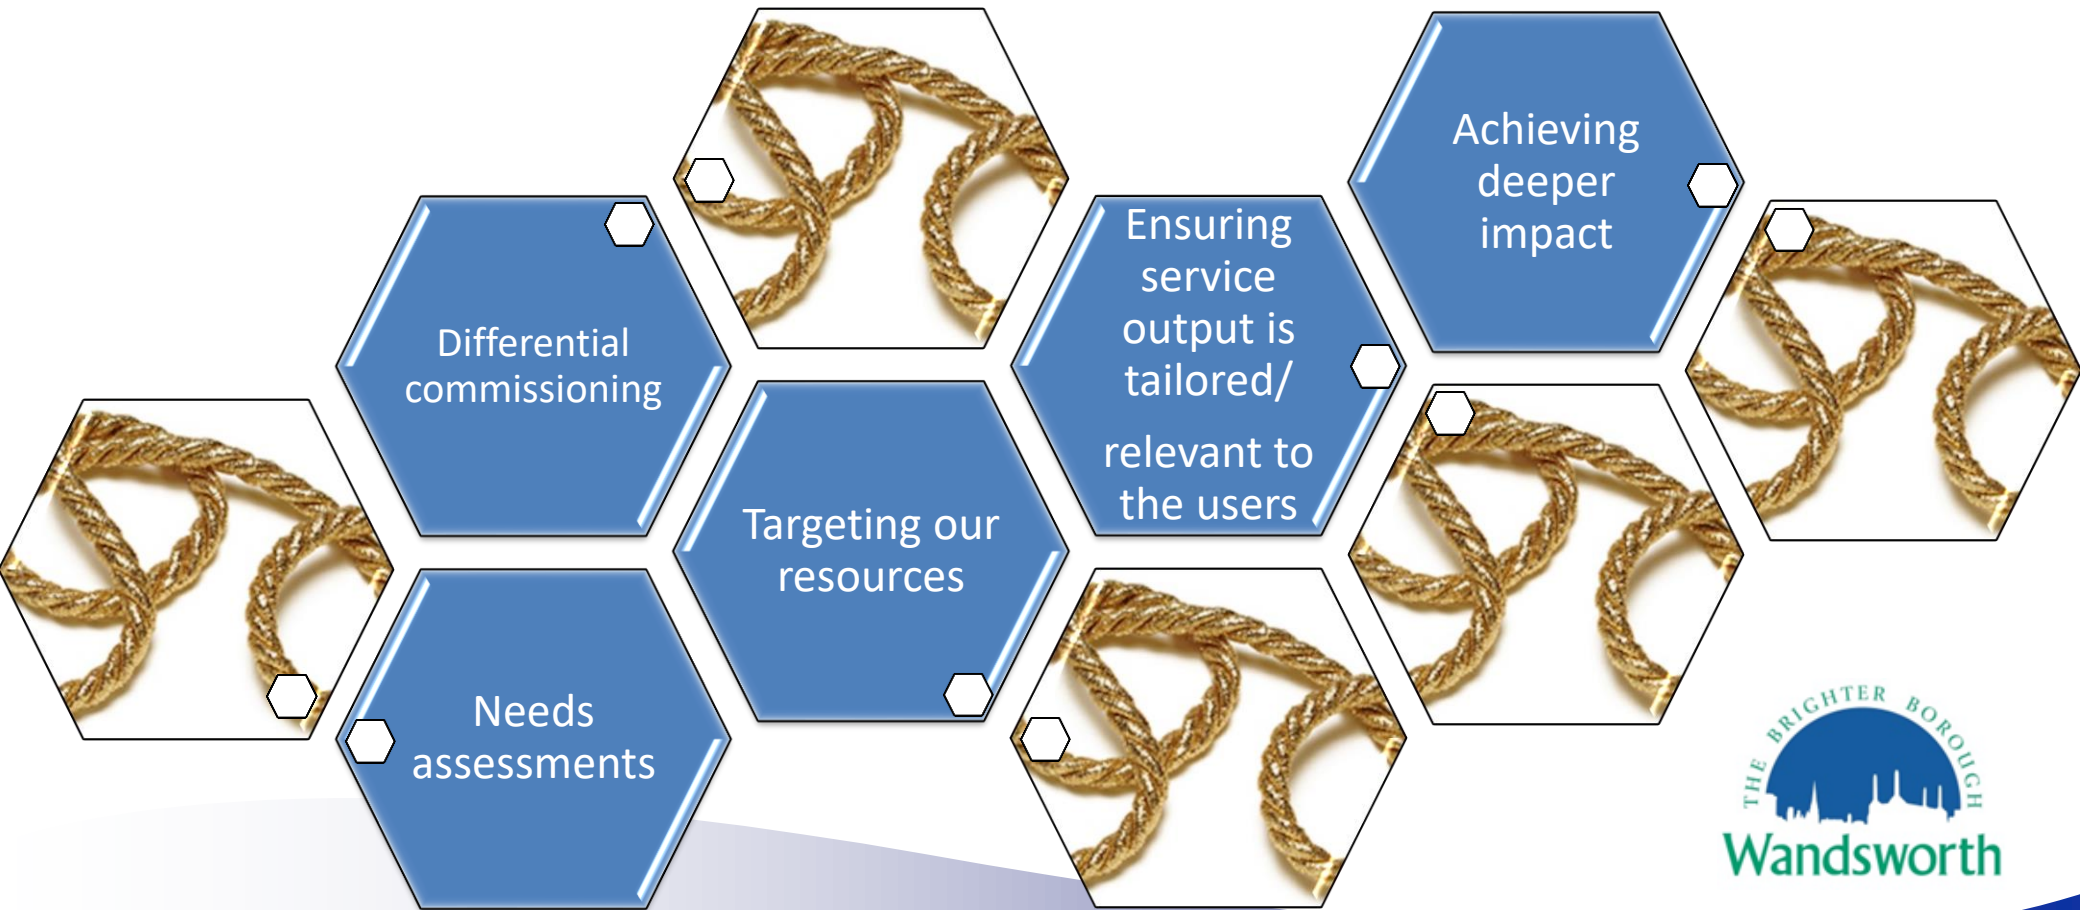 Differential
commissioning
Needs
assessments
Targeting our
resources
Ensuring
service
output is
tailored/
relevant to
the users
Achieving
deeper
impact
THE BRIGHTER BOROUGH
Wandsworth